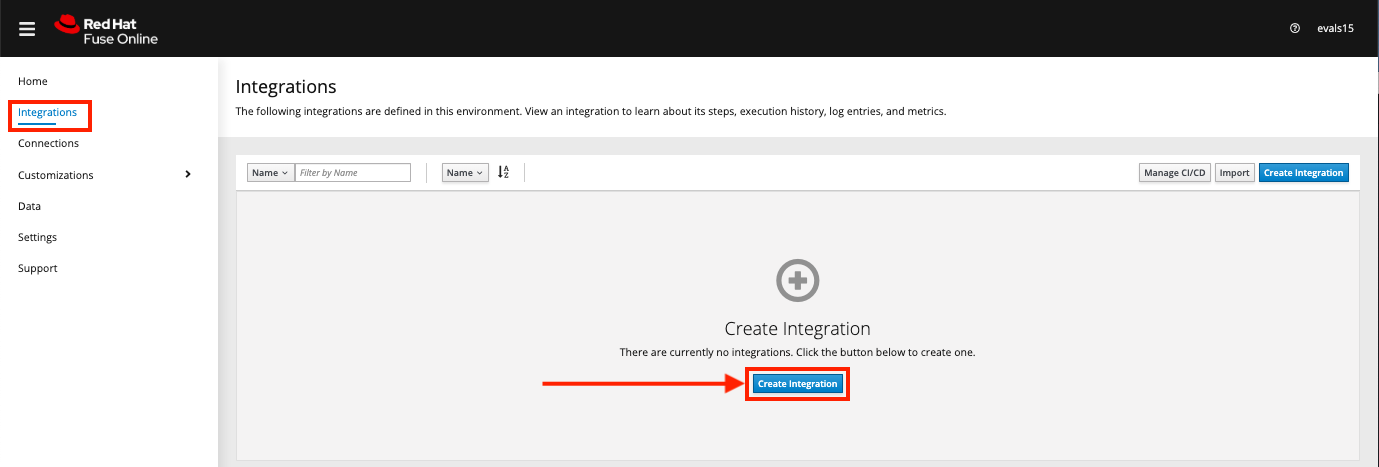 Red Hat
Fuse Online
evals15
Home
Integrations
Connections
Customizations
Data
Settings
Support
Integrations
The following integrations are defined in this environment. View an integration to learn about its steps, execution history, log entries, and metrics.
Name Filter by Name Name A Z Manage CI/CD Import Create Integration
Create Integration
There are currently no integrations. Click the button below to create one.
Create Integration